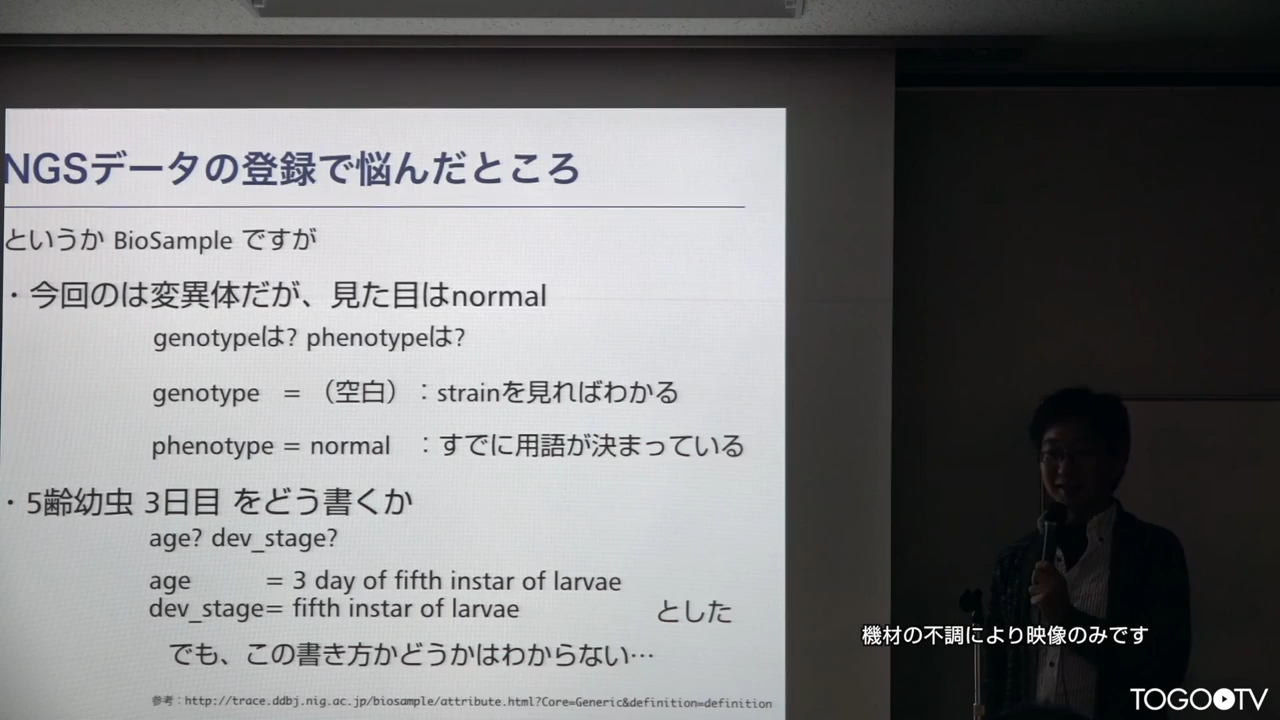 NGSデータの登録で悩んだところ
というか BioSample ですが
・今回のは変異体だが、見た目はnormal
genotypeは? phenotypeは?
genotype = （空白）：strainを見ればわかる
phenotype = normal ：すでに用語が決まっている
・5齢幼虫 3日目 をどう書くか
age? dev_stage?
age = 3 day of fifth instar of larvae
dev_stage= fifth instar of larvae とした
でも、この書き方かどうかはわからない…
参考：http://trace.ddbj.nig.ac.jp/biosample/attribute.html?Core=Generic&definition=definition
機材の不調により映像のみです
TOGOTV